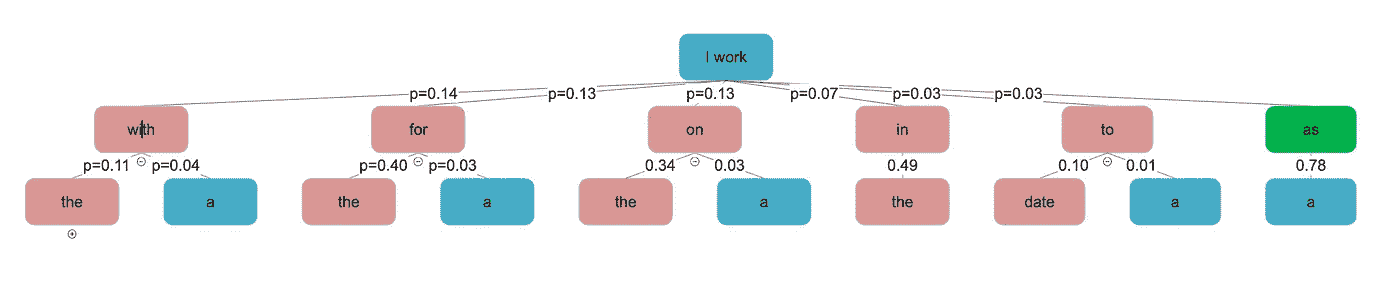 I work
p=0.14 p=0.13 p=0.13 p=0.07 p=0.03 p=0.03
with for on in to as
p=0.11 p=0.04 p=0.40 p=0.03 0.34 0.03 0.49 0.10 0.01 0.78
the a the a the a the date a a